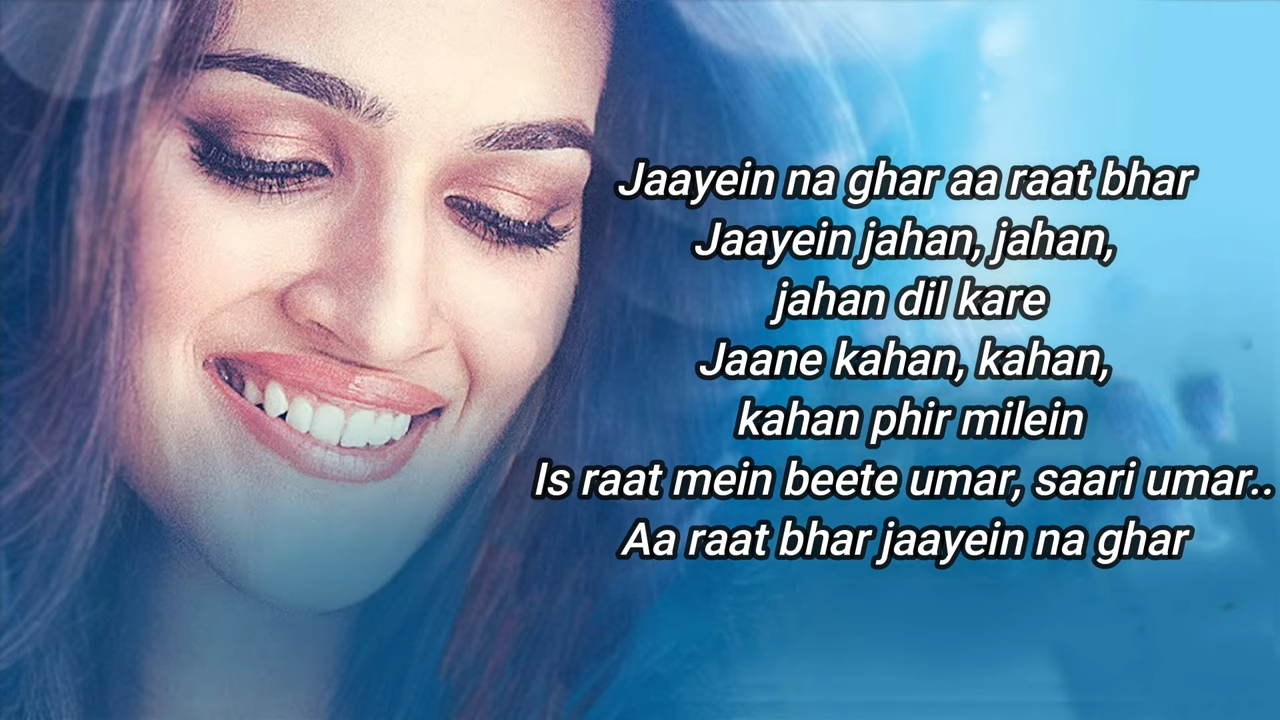 Jaayein na ghar aa raat bhar
Jaayein jahan, jahan,
jahan dil kare
Jaane kahan, kahan,
kahan phir milein
Is raat mein beete umar, saari umar..
Aa raat bhar jaayein na ghar